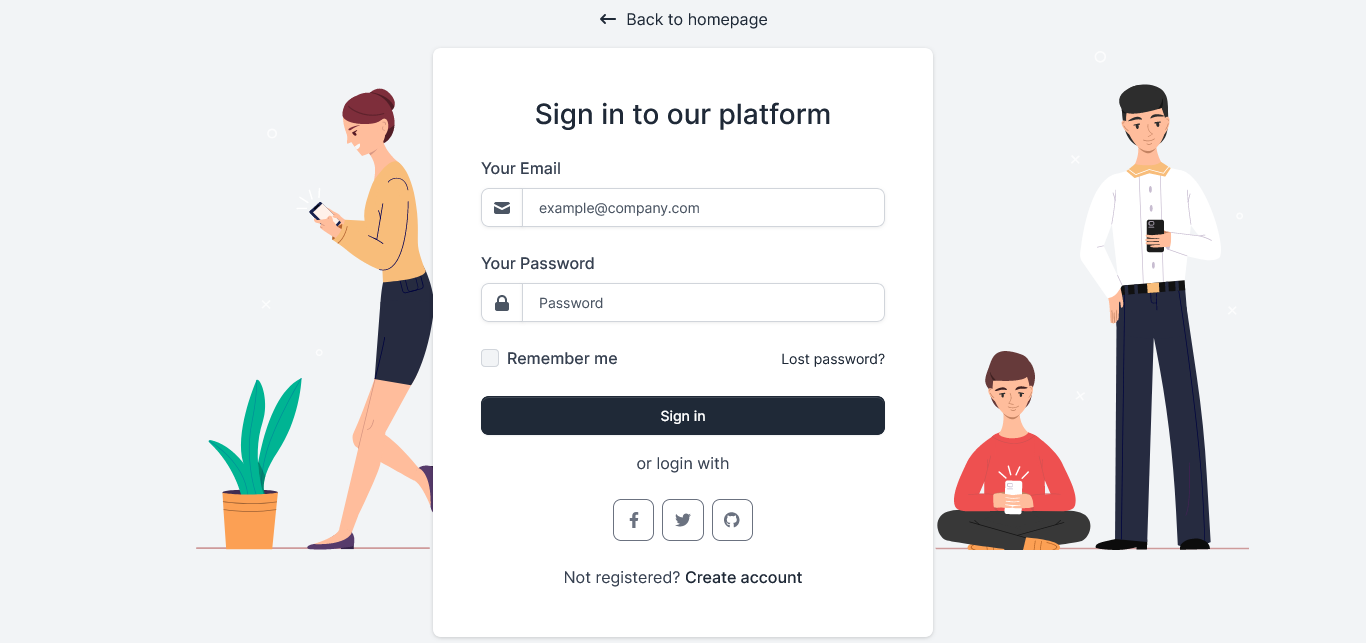 Back to homepage
Sign in to our platform
Your Email
example@company.com
Your Password
Password
Remember me
Lost password?
Sign in
or login with
Not registered? Create account